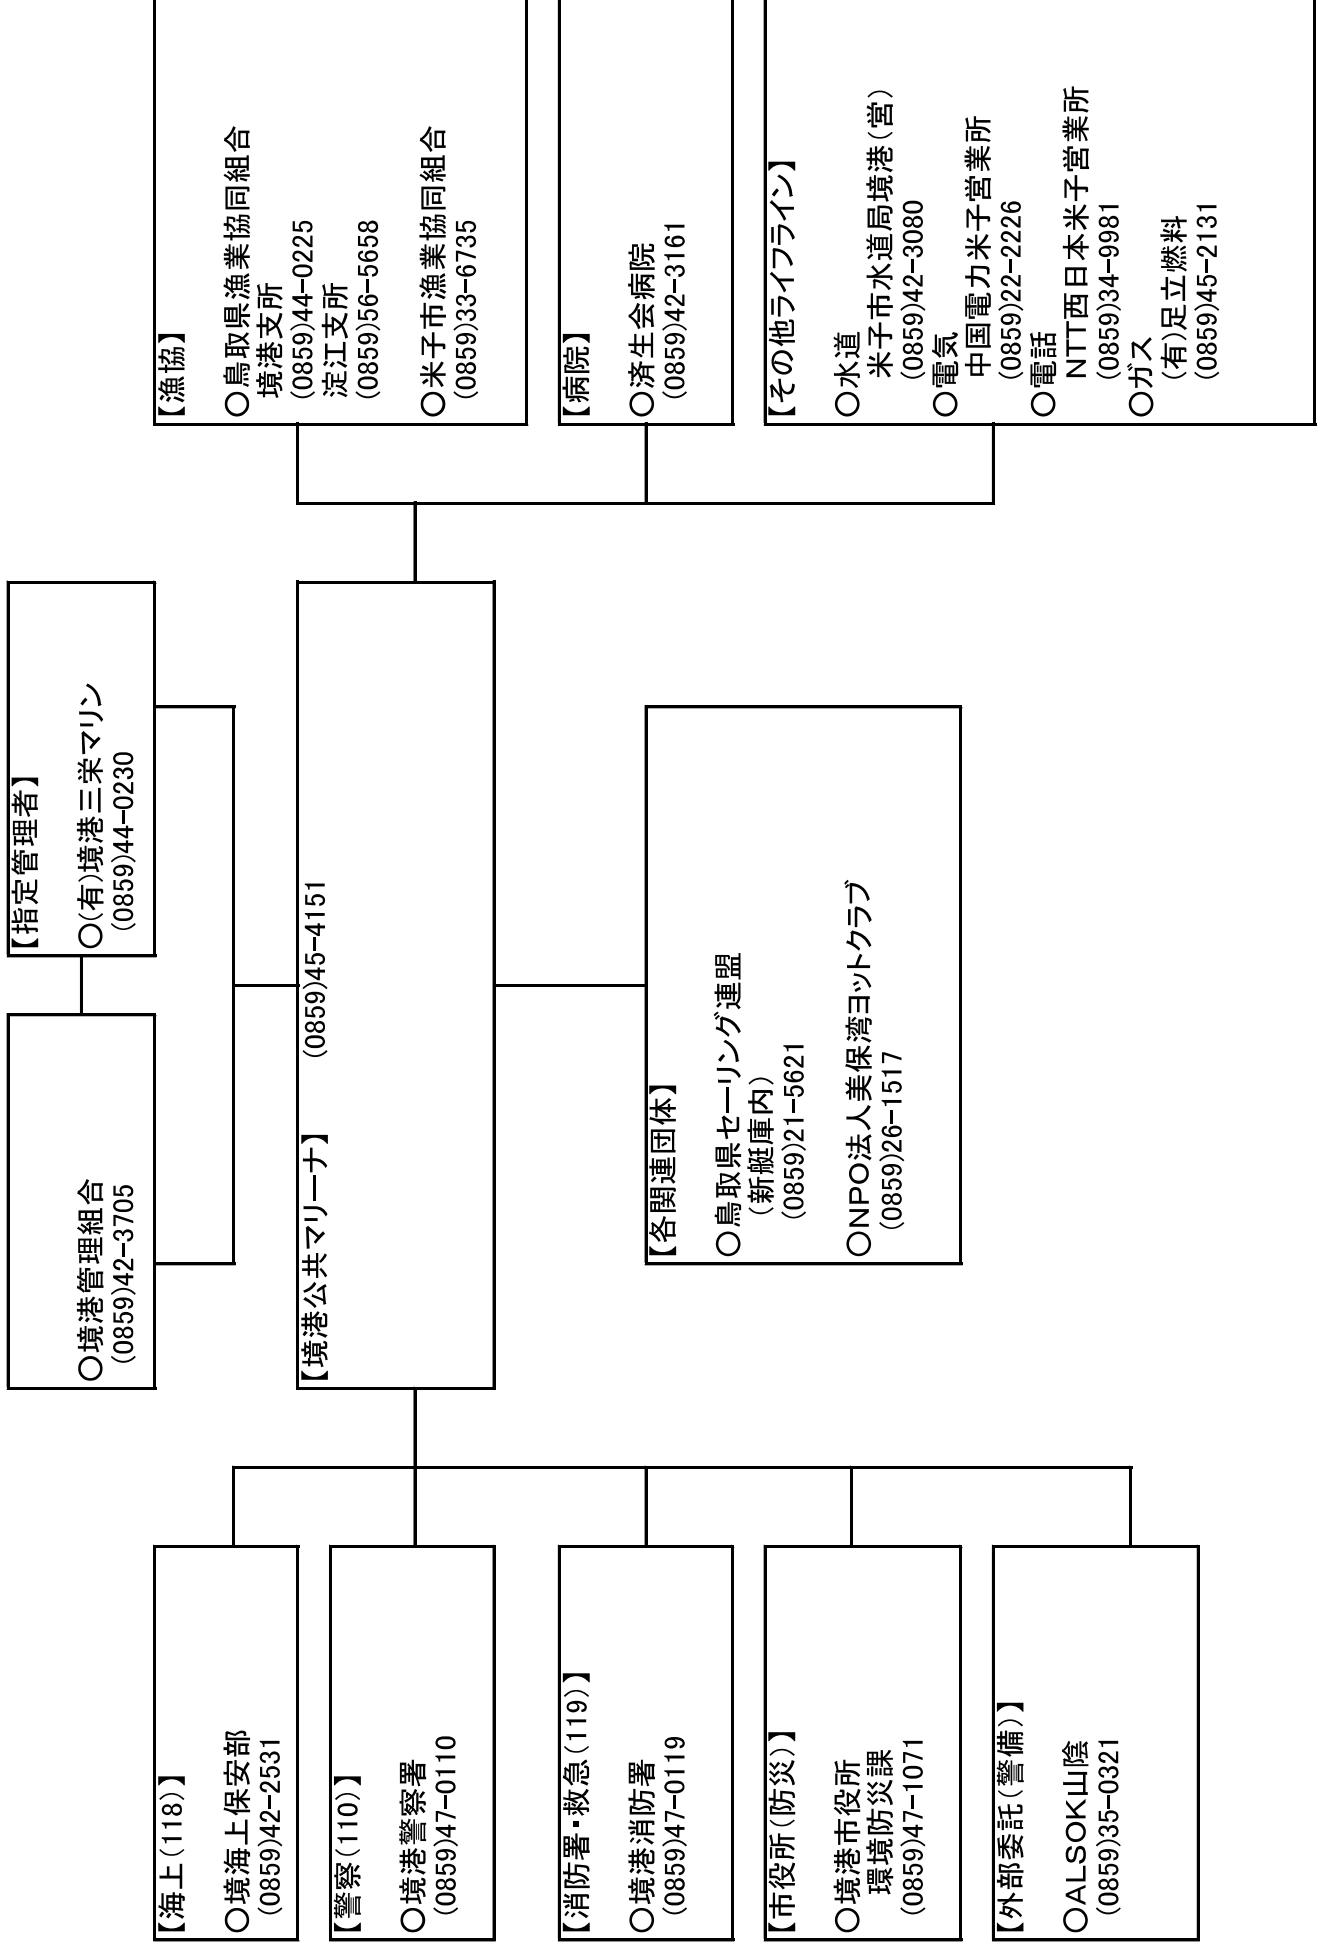 ○境港管理組合
(0859)42-3705
【指定管理者】
○(有)境港三栄マリン
(0859)44-0230
【海上(118)】
○境海上保安部
(0859)42-2531
【警察(110)】
○境港警察署
(0859)47-0110
【消防署・救急(119)】
○境港消防署
(0859)47-0119
【市役所(防災)】
○境港市役所
環境防災課
(0859)47-1071
【外部委託(警備)】
○ALSOK山陰
(0859)35-0321
【境港公共マリーナ】 (0859)45-4151
【各関連団体】
○鳥取県セーリング連盟
(新艇庫内)
(0859)21-5621
○NPO法人美保湾ヨットクラブ
(0859)26-1517
【漁協】
○鳥取県漁業協同組合
境港支所
(0859)44-0225
淀江支所
(0859)56-5658
○米子市漁業協同組合
(0859)33-6735
【病院】
○済生会病院
(0859)42-3161
【その他ライフライン】
○水道
米子市水道局境港(営)
(0859)42-3080
○電気
中国電力米子営業所
(0859)22-2226
○電話
NTT西日本米子営業所
(0859)34-9981
○ガス
(有)足立燃料
(0859)45-2131